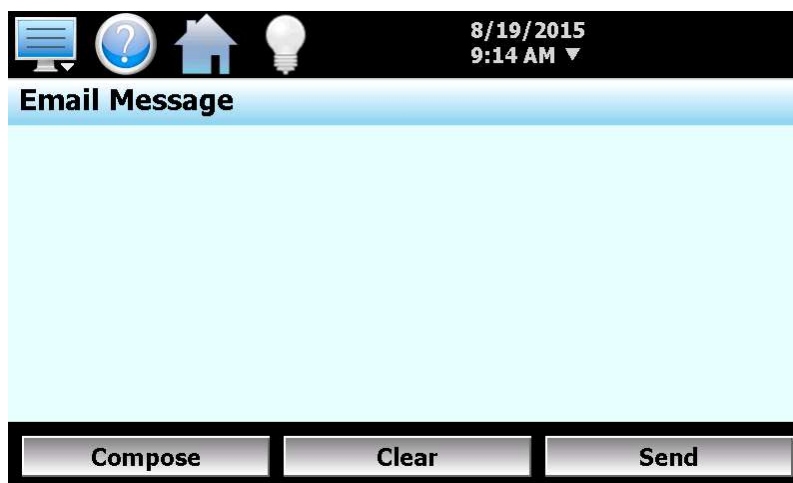 8/19/2015
9:14 AM ▼
Email Message
Compose
Clear
Send